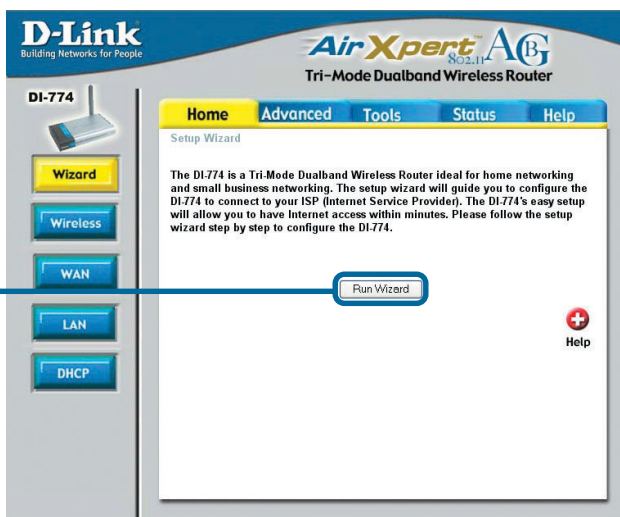 D-Link
Building Networks for People
Air Xpert 802.11 ABG
Tri-Mode Dualband Wireless Router
DI-774
Home Advanced Tools Status Help
Setup Wizard
The DI-774 is a Tri-Mode Dualband Wireless Router ideal for home networking
and small business networking. The setup wizard will guide you to configure the
DI-774 to connect to your ISP (Internet Service Provider). The DI-774's easy setup
will allow you to have Internet access within minutes. Please follow the setup
wizard step by step to configure the DI-774.
Wizard
Wireless
WAN
LAN
DHCP
Run Wizard
Help